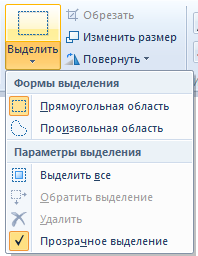 Выделить
Обрезать
Изменить размер
Повернуть
Формы выделения
Прямоугольная область
Произвольная область
Параметры выделения
Выделить все
Обратить выделение
Удалить
Прозрачное выделение